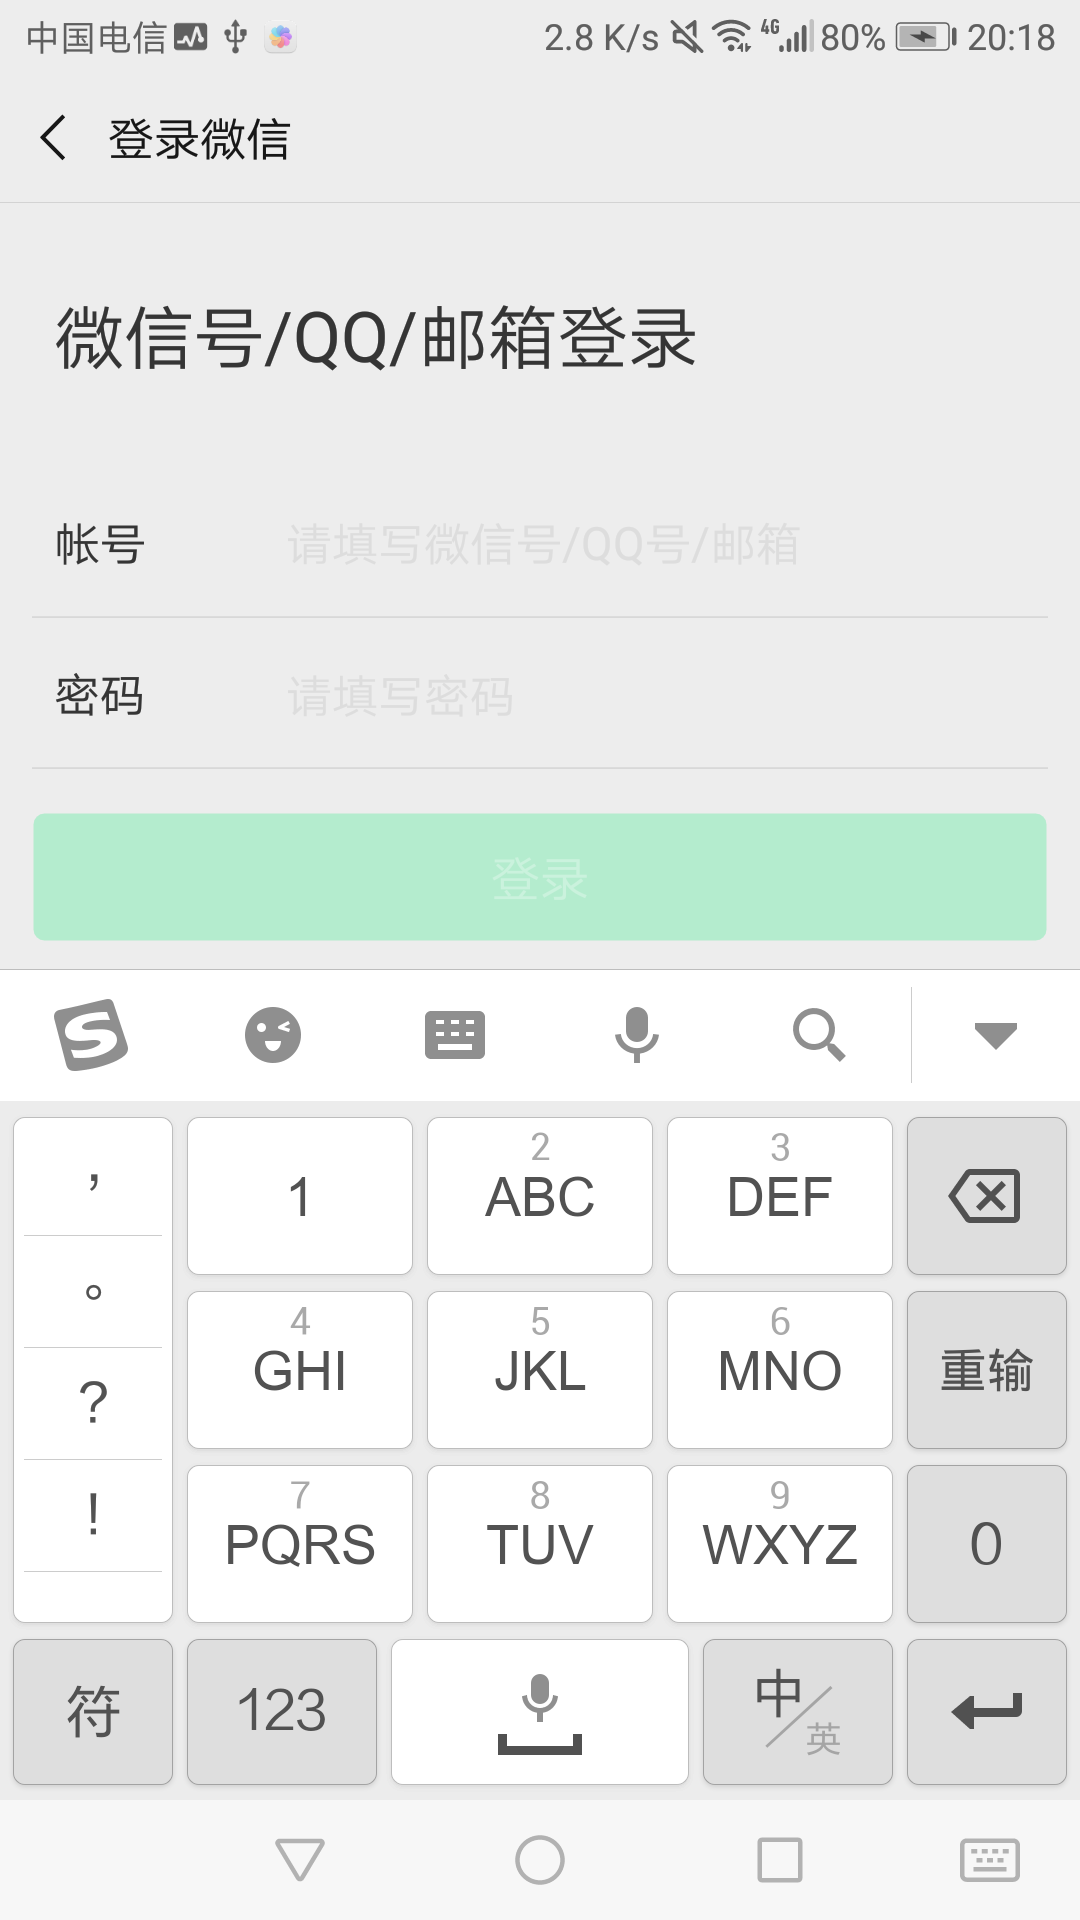 中国电信 2.8 K/s 4G 80% 20:18
登录微信
微信号/QQ/邮箱登录
帐号 请填写微信号/QQ号/邮箱
密码 请填写密码
登录
， 1 2 ABC 3 DEF
。 4 GHI 5 JKL 6 MNO 重输
？
！ 7 PQRS 8 TUV 9 WXYZ 0
符 123 中/英